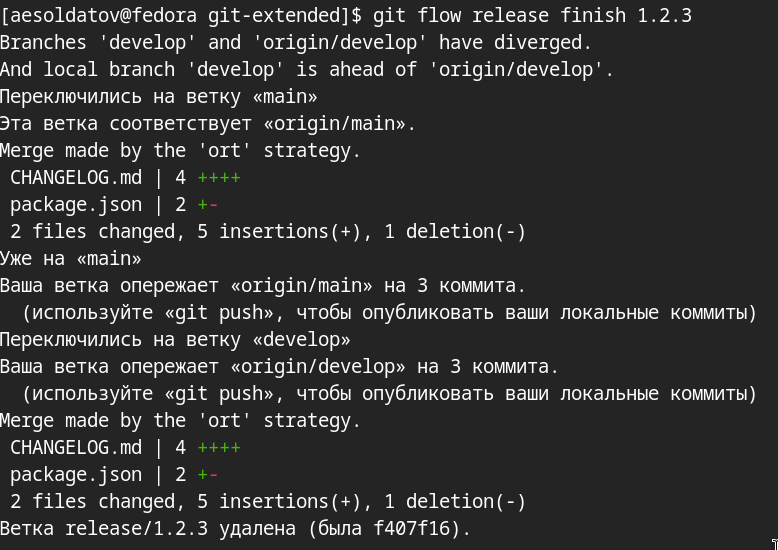 [aesoldatov@fedora git-extended]$ git flow release finish 1.2.3
Branches 'develop' and 'origin/develop' have diverged.
And local branch 'develop' is ahead of 'origin/develop'.
Переключились на ветку «main»
Эта ветка соответствует «origin/main».
Merge made by the 'ort' strategy.
 CHANGELOG.md | 4 ++++
 package.json | 2 +-
 2 files changed, 5 insertions(+), 1 deletion(-)
Уже на «main»
Ваша ветка опережает «origin/main» на 3 коммита.
  (используйте «git push», чтобы опубликовать ваши локальные коммиты)
Переключились на ветку «develop»
Ваша ветка опережает «origin/develop» на 3 коммита.
  (используйте «git push», чтобы опубликовать ваши локальные коммиты)
Merge made by the 'ort' strategy.
 CHANGELOG.md | 4 ++++
 package.json | 2 +-
 2 files changed, 5 insertions(+), 1 deletion(-)
Ветка release/1.2.3 удалена (была f407f16).